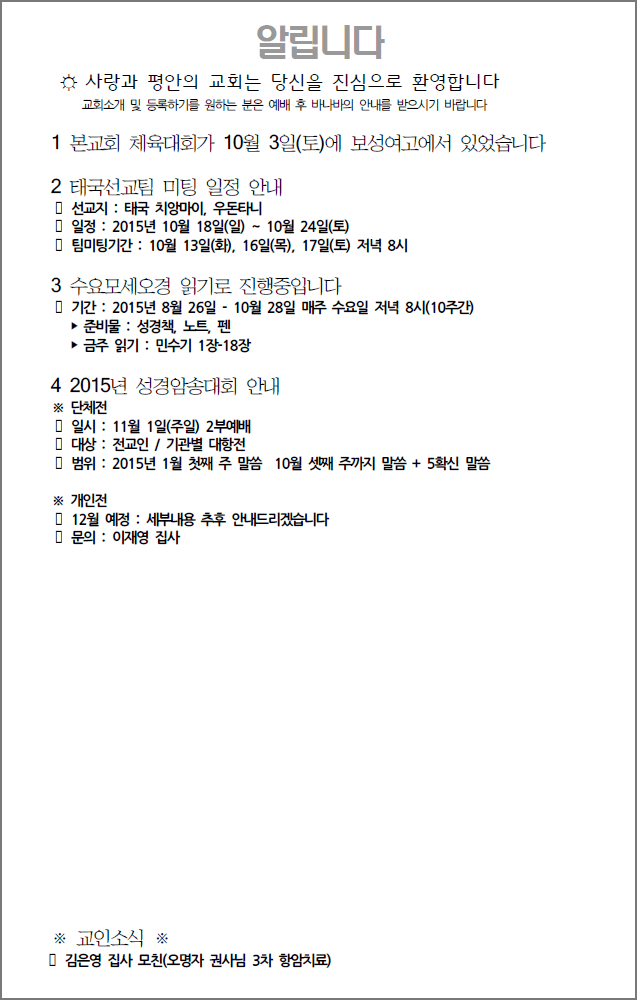 알립니다
☼ 사랑과 평안의 교회는 당신을 진심으로 환영합니다
교회소개 및 등록하기를 원하는 분은 예배 후 바나바의 안내를 받으시기 바랍니다
1 본교회 체육대회가 10월 3일(토)에 보성여고에서 있었습니다
2 태국선교팀 미팅 일정 안내
▯ 선교지 : 태국 치앙마이, 우돈타니
▯ 일정 : 2015년 10월 18일(일) ~ 10월 24일(토)
▯ 팀미팅기간 : 10월 13일(화), 16일(목), 17일(토) 저녁 8시
3 수요모세오경 읽기로 진행중입니다
▯ 기간 : 2015년 8월 26일 - 10월 28일 매주 수요일 저녁 8시(10주간)
▶ 준비물 : 성경책, 노트, 펜
▶ 금주 읽기 : 민수기 1장-18장
4 2015년 성경암송대회 안내
※ 단체전
▯ 일시 : 11월 1일(주일) 2부예배
▯ 대상 : 전교인 / 기관별 대항전
▯ 범위 : 2015년 1월 첫째 주 말씀  10월 셋째 주까지 말씀 + 5확신 말씀
※ 개인전
▯ 12월 예정 : 세부내용 추후 안내드리겠습니다
▯ 문의 : 이재영 집사
※ 교인소식 ※
▯ 김은영 집사 모친(오명자 권사님 3차 항암치료)